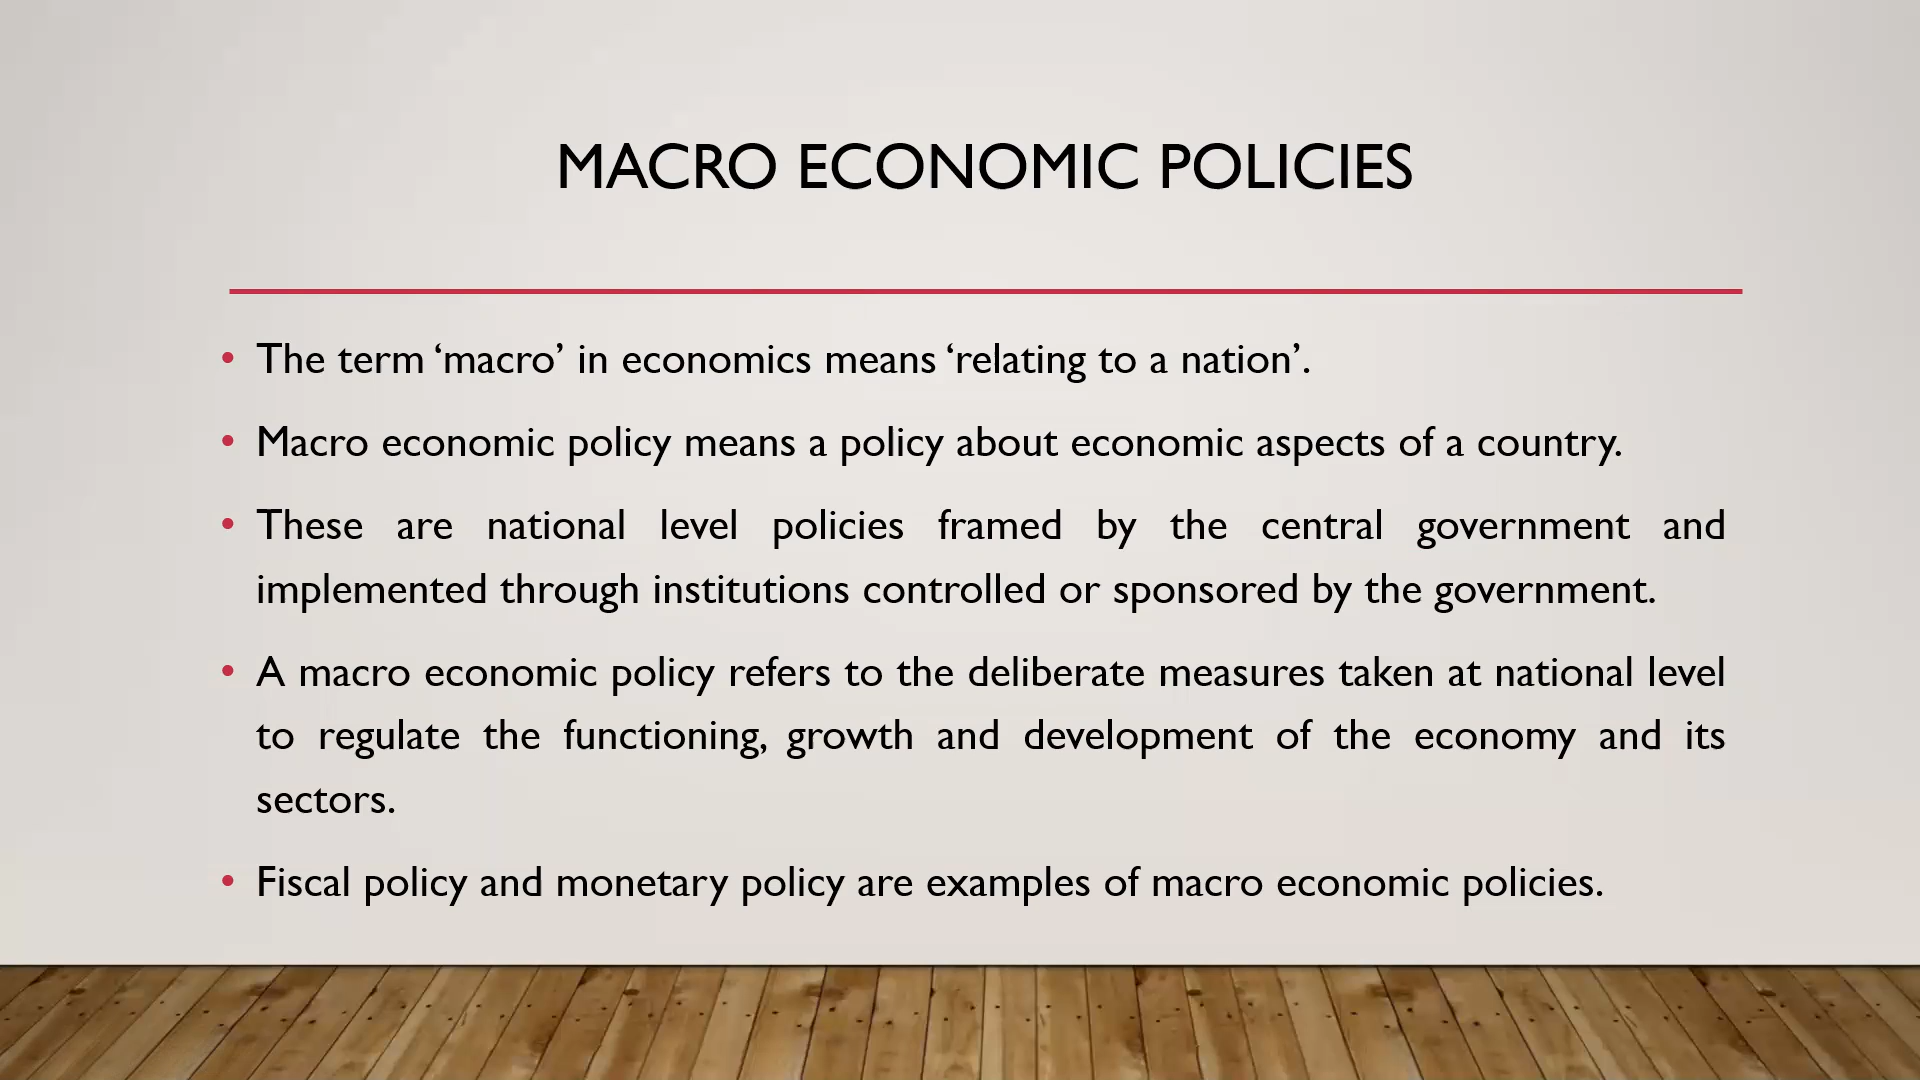 MACRO ECONOMIC POLICIES
• The term ‘macro’ in economics means ‘relating to a nation’.
• Macro economic policy means a policy about economic aspects of a country.
• These are national level policies framed by the central government and
implemented through institutions controlled or sponsored by the government.
• A macro economic policy refers to the deliberate measures taken at national level
to regulate the functioning, growth and development of the economy and its
sectors.
• Fiscal policy and monetary policy are examples of macro economic policies.